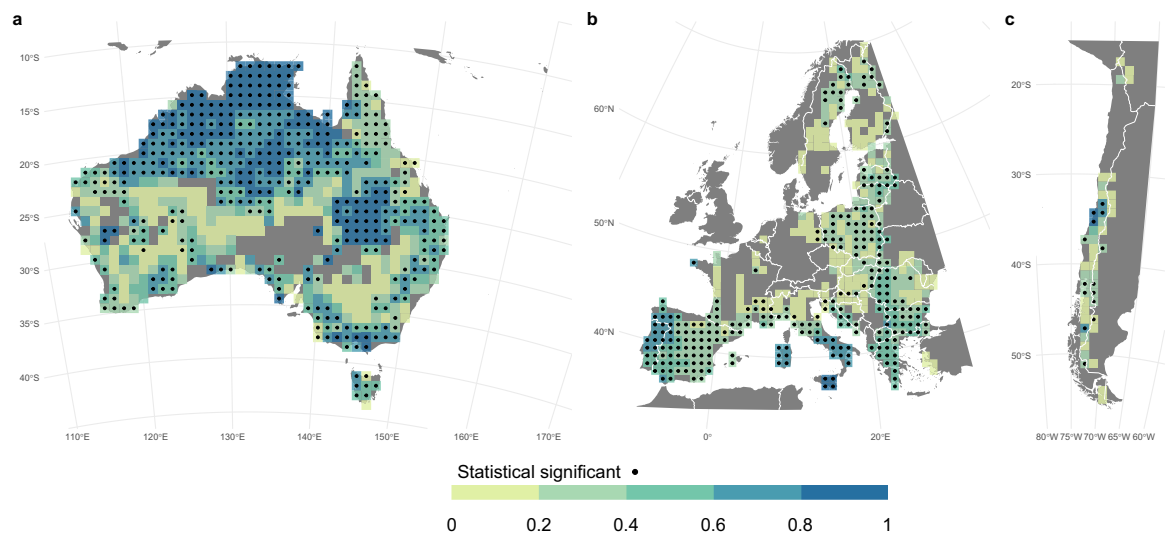 a
b
c
10°S
15°S
20°S
25°S
30°S
35°S
40°S
110°E
120°E
130°E
140°E
150°E
160°E
170°E
60°N
50°N
40°N
0°
20°E
20°S
30°S
40°S
50°S
80°W 75°W 70°W 65°W 60°W
Statistical significant
0 0.2 0.4 0.6 0.8 1